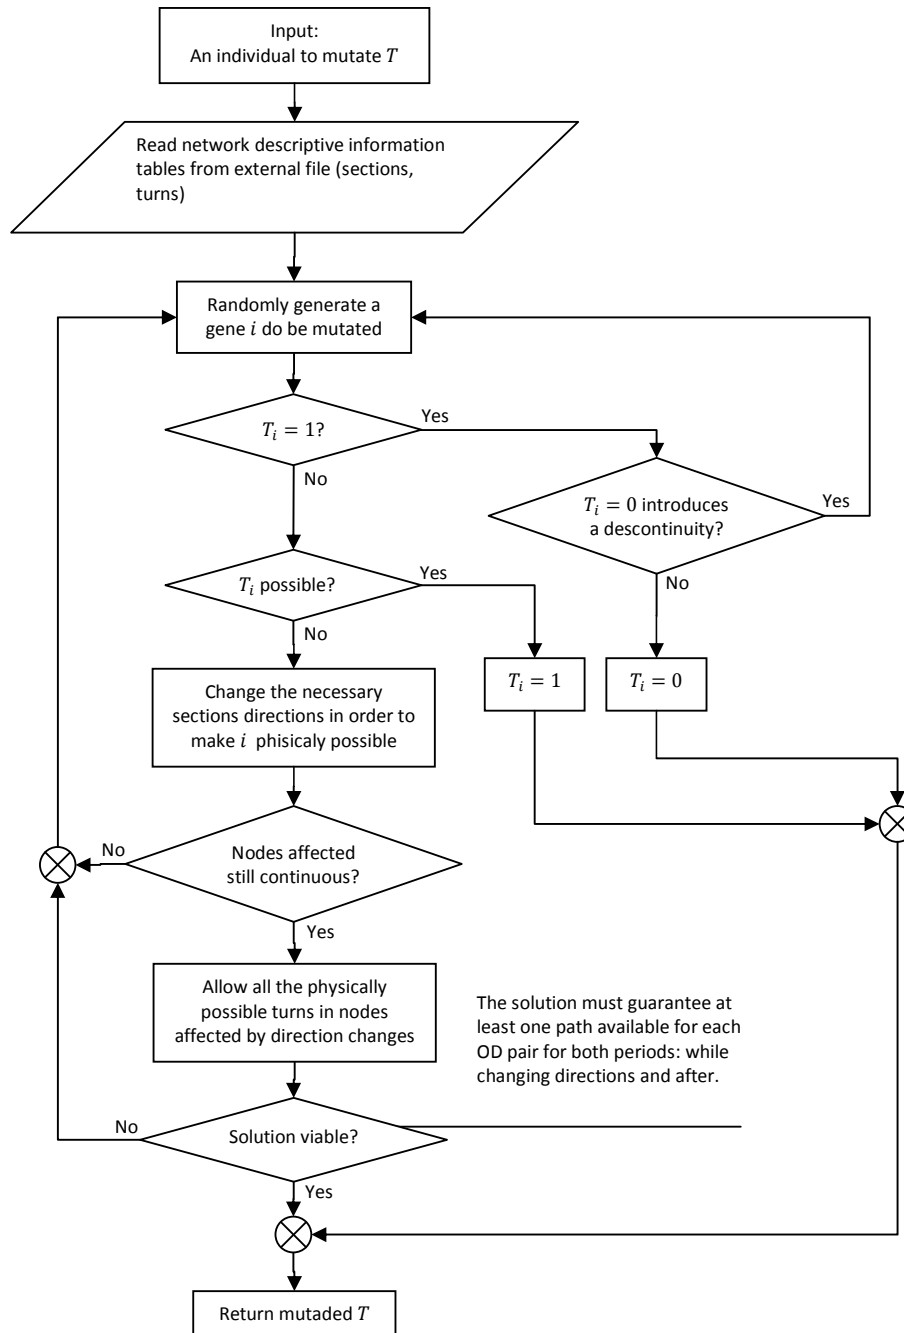 Input:
An individual to mutate T
Read network descriptive information
tables from external file (sections,
turns)
Randomly generate a
gene i do be mutated
T_i = 1?
Yes
No
T_i = 0 introduces
a descontinuity?
Yes
No
T_i possible?
Yes
No
T_i = 1
T_i = 0
Change the necessary
sections directions in order to
make i phisicaly possible
Nodes affected
still continuous?
No
Yes
Allow all the physically
possible turns in nodes
affected by direction changes
The solution must guarantee at
least one path available for each
OD pair for both periods: while
changing directions and after.
Solution viable?
No
Yes
Return mutaded T